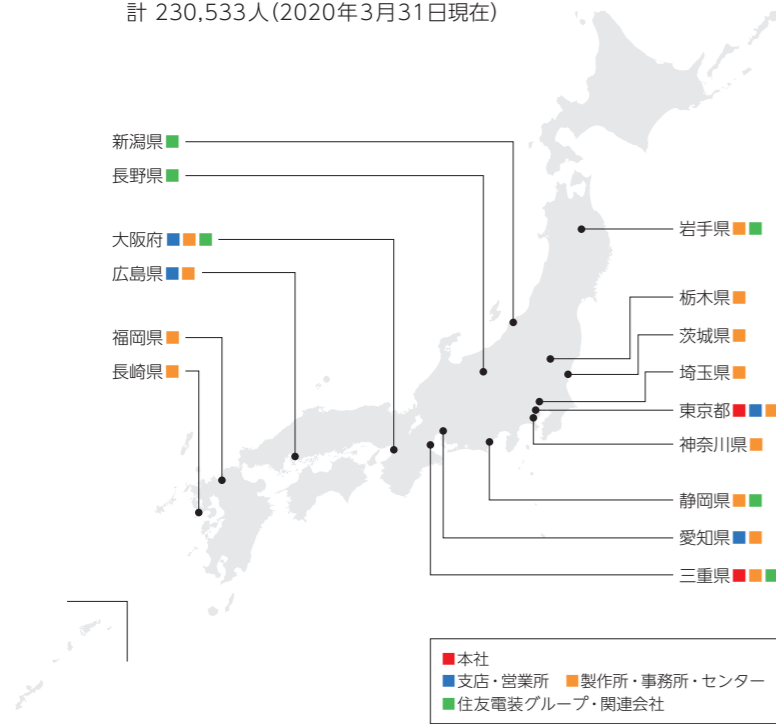 計 230,533人(2020年3月31日現在)
新潟県
長野県
大阪府
広島県
福岡県
長崎県
岩手県
栃木県
茨城県
埼玉県
東京都
神奈川県
静岡県
愛知県
三重県
本社
支店・営業所 製作所・事務所・センター
住友電装グループ・関連会社